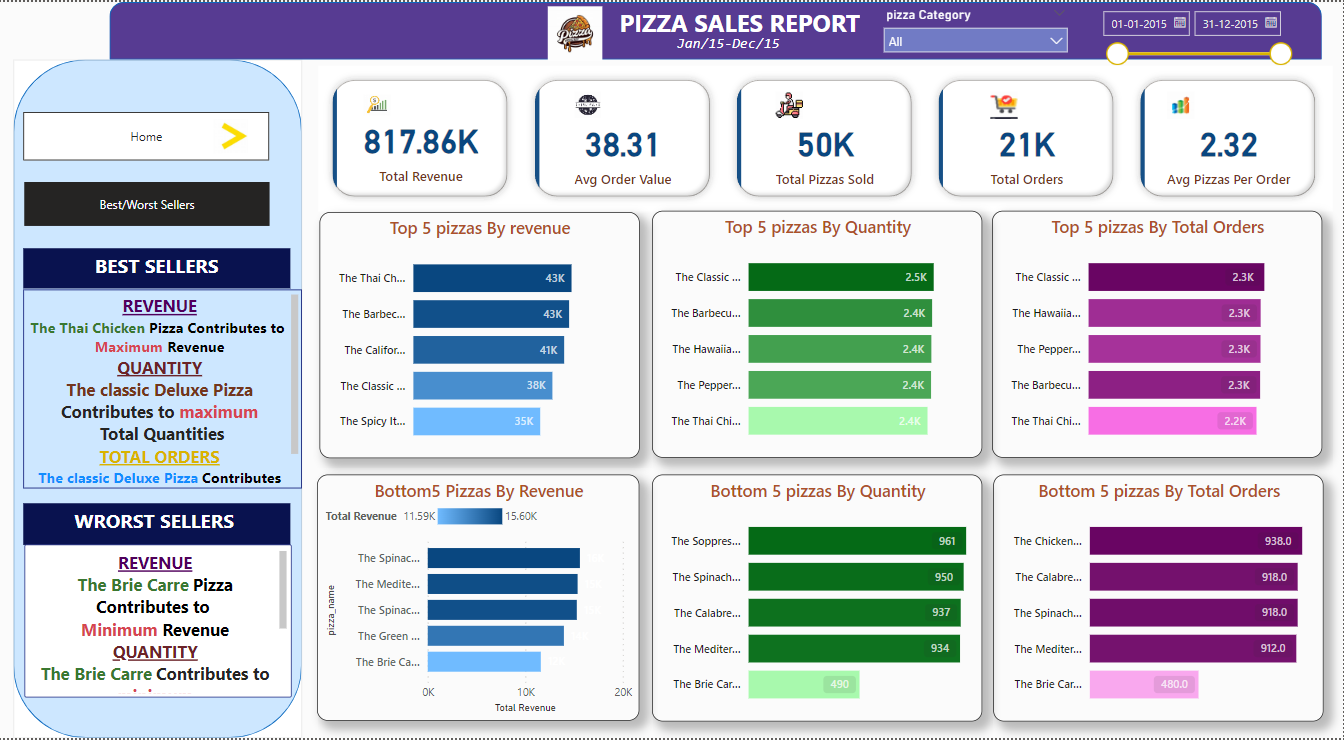 PIZZA SALES REPORT
Jan/15-Dec/15
pizza Category
All
01-01-2015
31-12-2015
Home
Best/Worst Sellers
BEST SELLERS
REVENUE
The Thai Chicken Pizza Contributes to
Maximum Revenue
QUANTITY
The classic Deluxe Pizza
Contributes to maximum
Total Quantities
TOTAL ORDERS
The classic Deluxe Pizza Contributes
WRORST SELLERS
REVENUE
The Brie Carre Pizza
Contributes to
Minimum Revenue
QUANTITY
The Brie Carre Contributes to
817.86K
Total Revenue
38.31
Avg Order Value
50K
Total Pizzas Sold
21K
Total Orders
2.32
Avg Pizzas Per Order
Top 5 pizzas By revenue
The Thai Ch... 43K
The Barbec... 43K
The Califor... 41K
The Classic ... 38K
The Spicy It... 35K
Top 5 pizzas By Quantity
The Classic ... 2.5K
The Barbecu... 2.4K
The Hawaiia... 2.4K
The Pepper... 2.4K
The Thai Chi... 2.4K
Top 5 pizzas By Total Orders
The Classic ... 2.3K
The Hawaiia... 2.3K
The Pepper... 2.3K
The Barbecu... 2.3K
The Thai Chi... 2.2K
Bottom5 Pizzas By Revenue
Total Revenue 11.59K 15.60K
pizza_name
The Spinac...
The Medite...
The Spinac...
The Green ...
The Brie Ca...
0K 10K 20K
Total Revenue
Bottom 5 pizzas By Quantity
The Soppres... 961
The Spinach... 950
The Calabre... 937
The Mediter... 934
The Brie Car... 490
Bottom 5 pizzas By Total Orders
The Chicken... 938.0
The Calabre... 918.0
The Spinach... 918.0
The Mediter... 912.0
The Brie Car... 480.0